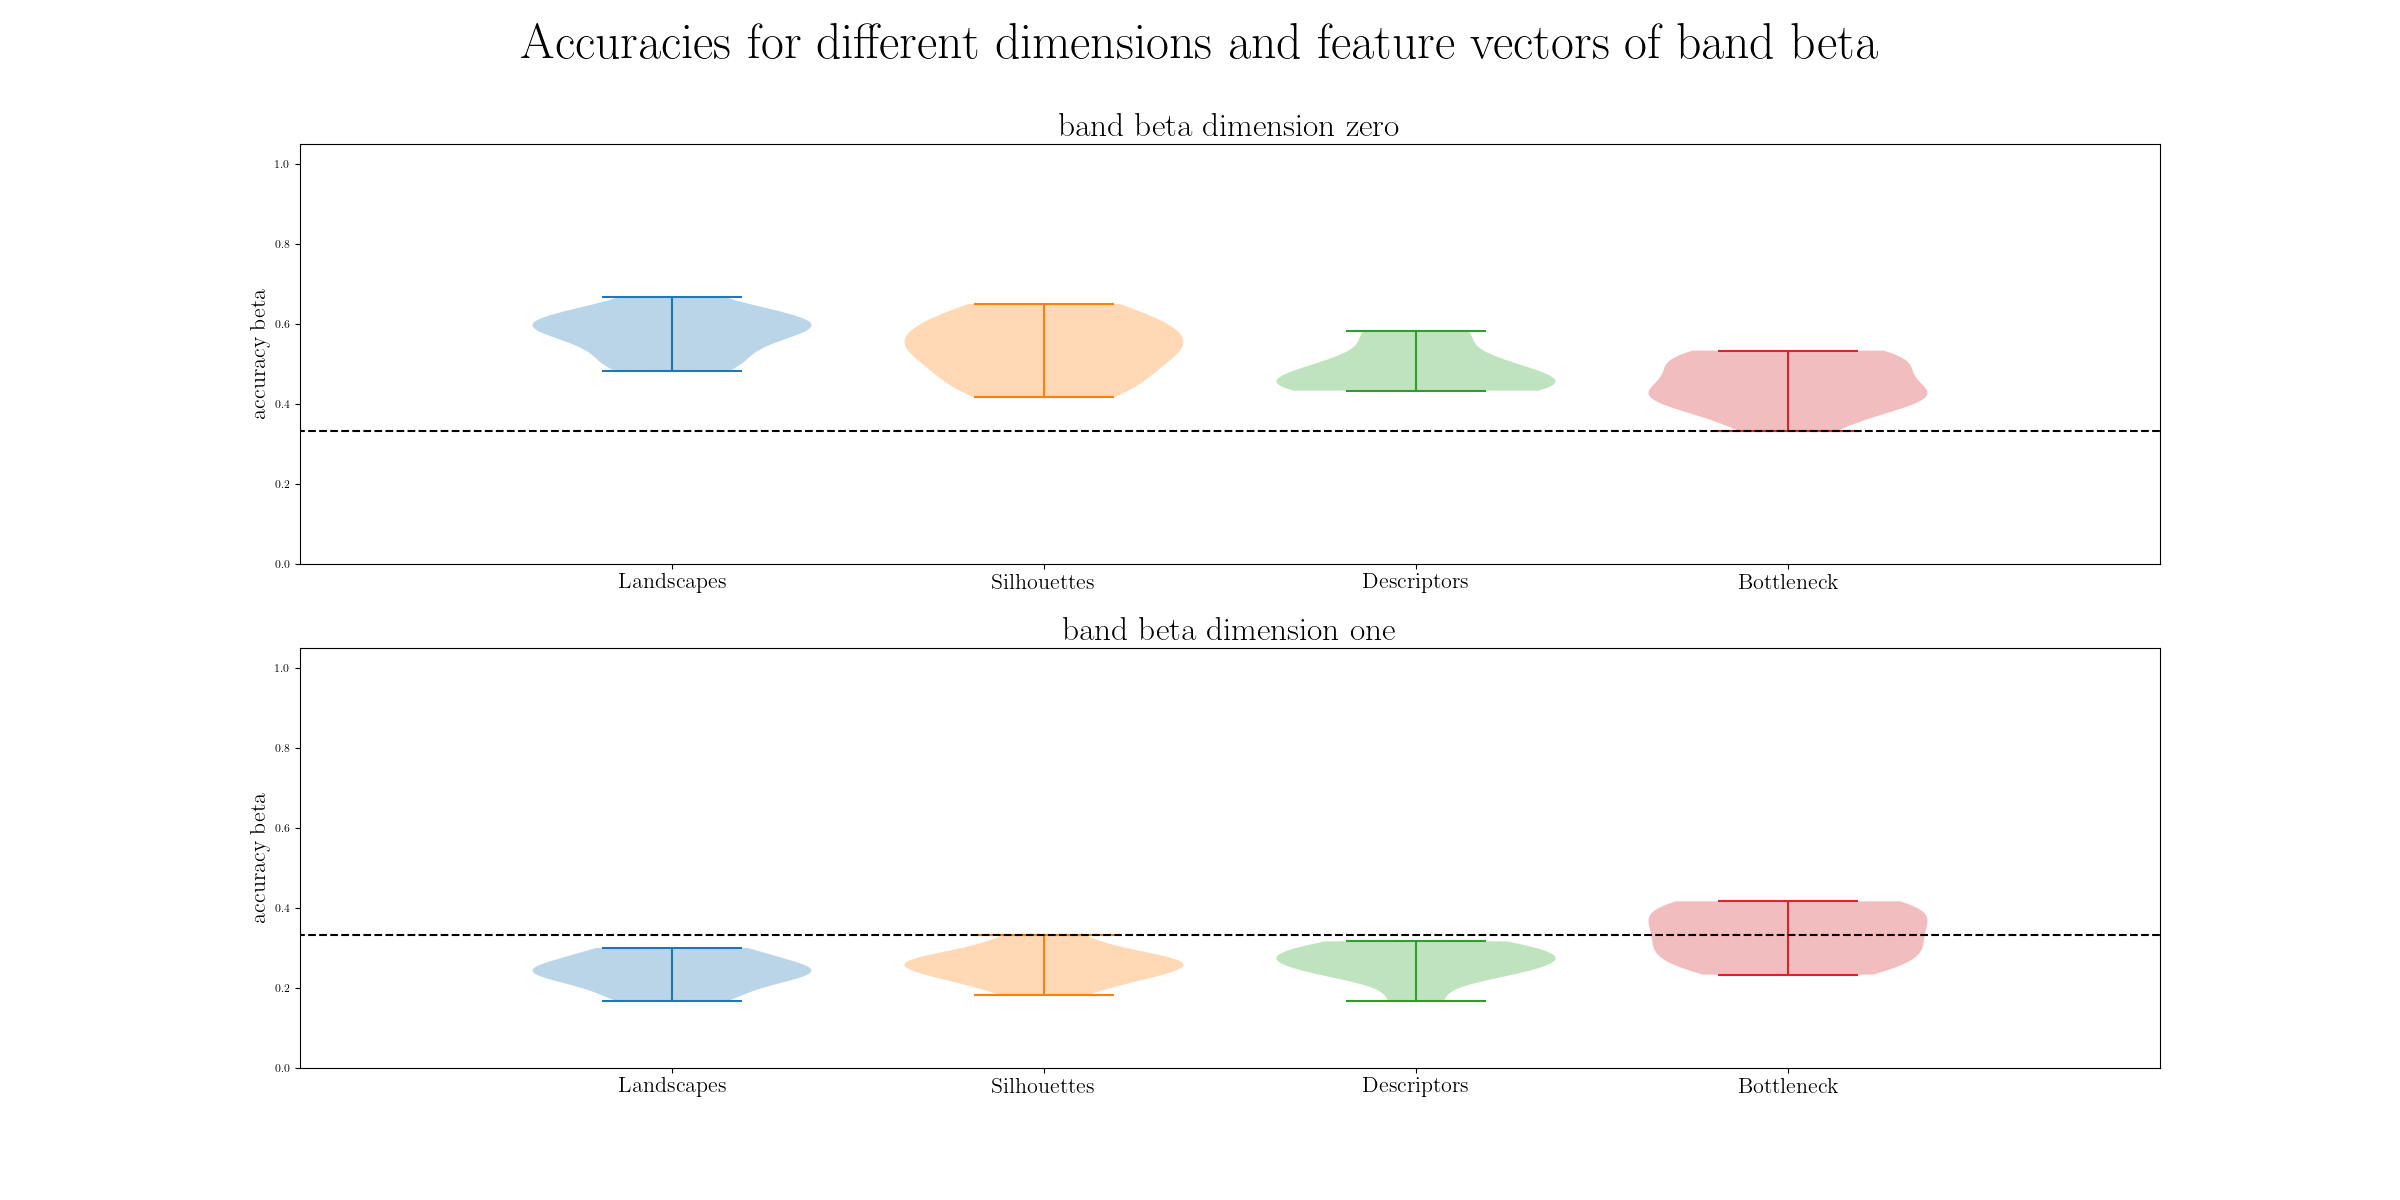 Accuracies for different dimensions and feature vectors of band beta
band beta dimension zero
1.0
0.8
0.6
0.4
0.2
0.0
accuracy beta
Landscapes Silhouettes Descriptors Bottleneck
band beta dimension one
1.0
0.8
0.6
0.4
0.2
0.0
accuracy beta
Landscapes Silhouettes Descriptors Bottleneck